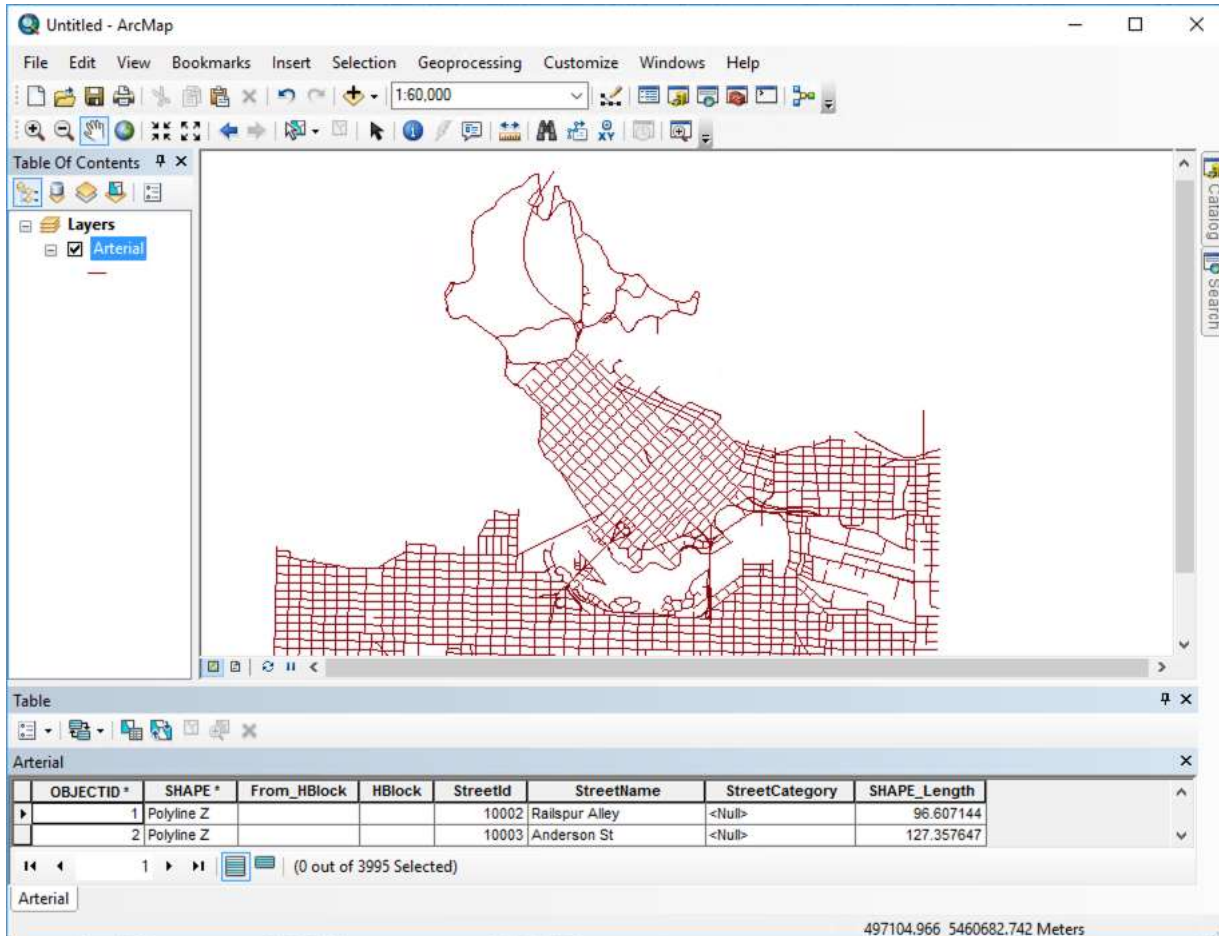 Untitled - ArcMap
File Edit View Bookmarks Insert Selection Geoprocessing Customize Windows Help
1:60,000
Table Of Contents
Layers
Arterial
Catalog
Search
Table
Arterial
OBJECTID * SHAPE * From_HBlock HBlock StreetId StreetName StreetCategory SHAPE_Length
1 Polyline Z 10002 Railspur Alley <Null> 96.607144
2 Polyline Z 10003 Anderson St <Null> 127.357647
1 (0 out of 3995 Selected)
Arterial
497104.966 5460682.742 Meters